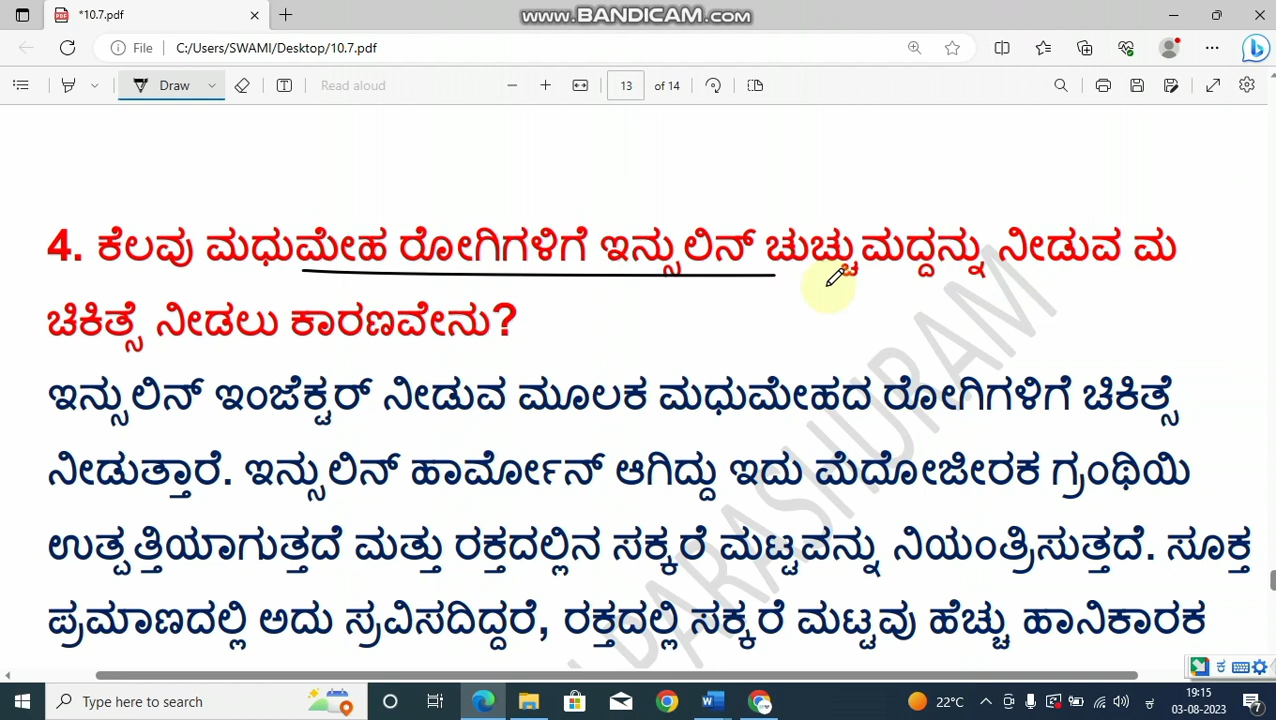 *10.7.pdf
www.BANDICAM.com
File C:/Users/SWAMI/Desktop/10.7.pdf
Draw Read aloud 13 of 14
4. ಕೆಲವು ಮಧುಮೇಹ ರೋಗಿಗಳಿಗೆ ಇನ್ಸುಲಿನ್ ಚುಚ್ಚುಮದ್ದನ್ನು ನೀಡುವ ಮ
ಚಿಕಿತ್ಸೆ ನೀಡಲು ಕಾರಣವೇನು?
ಇನ್ಸುಲಿನ್ ಇಂಜೆಕ್ಟರ್ ನೀಡುವ ಮೂಲಕ ಮಧುಮೇಹದ ರೋಗಿಗಳಿಗೆ ಚಿಕಿತ್ಸೆ
ನೀಡುತ್ತಾರೆ. ಇನ್ಸುಲಿನ್ ಹಾರ್ಮೋನ್ ಆಗಿದ್ದು ಇದು ಮೆದೋಜೀರಕ ಗ್ರಂಥಿಯಿ
ಉತ್ಪತ್ತಿಯಾಗುತ್ತದೆ ಮತ್ತು ರಕ್ತದಲ್ಲಿನ ಸಕ್ಕರೆ ಮಟ್ಟವನ್ನು ನಿಯಂತ್ರಿಸುತ್ತದೆ. ಸೂಕ್ತ
ಪ್ರಮಾಣದಲ್ಲಿ ಅದು ಸ್ರವಿಸದಿದ್ದರೆ, ರಕ್ತದಲ್ಲಿ ಸಕ್ಕರೆ ಮಟ್ಟವು ಹೆಚ್ಚು ಹಾನಿಕಾರಕ
PARASHURAM
Type here to search 22°C 19:15
03-08-2023